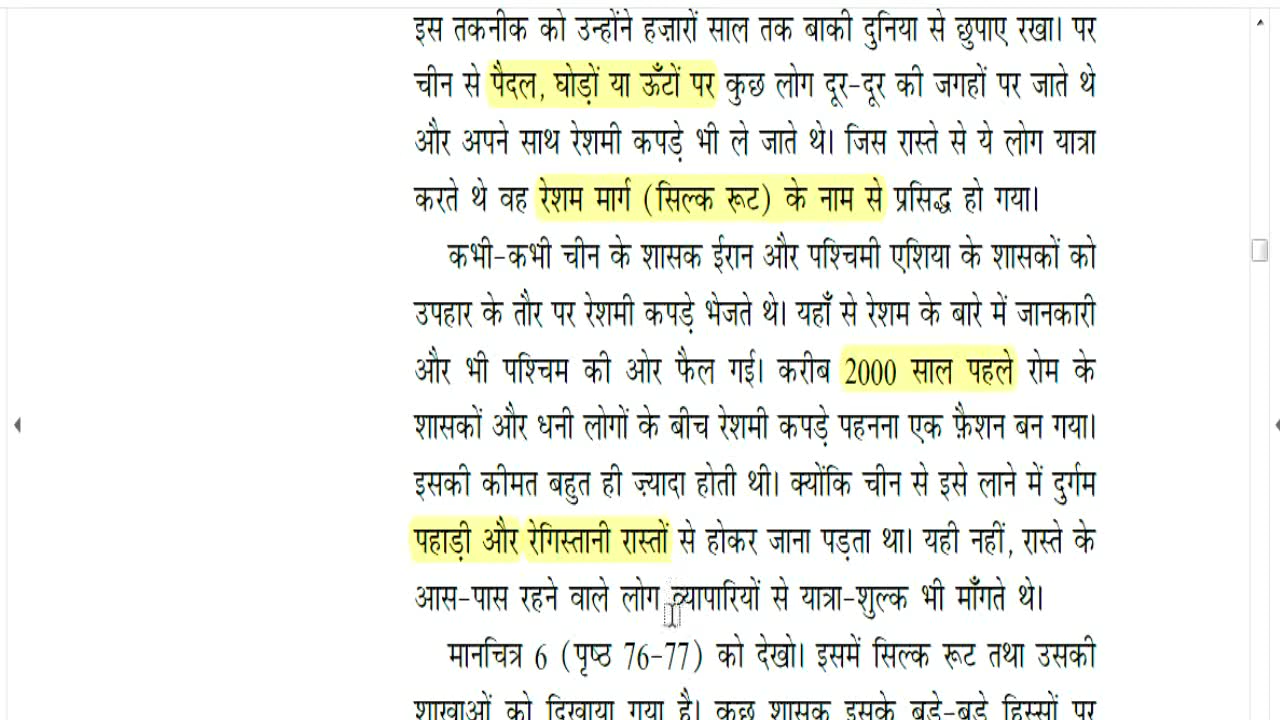 इस तकनीक को उन्होंने हज़ारों साल तक बाकी दुनिया से छुपाए रखा। पर
चीन से पैदल, घोड़ों या ऊँटों पर कुछ लोग दूर-दूर की जगहों पर जाते थे
और अपने साथ रेशमी कपड़े भी ले जाते थे। जिस रास्ते से ये लोग यात्रा
करते थे वह रेशम मार्ग (सिल्क रूट) के नाम से प्रसिद्ध हो गया।
कभी-कभी चीन के शासक ईरान और पश्चिमी एशिया के शासकों को
उपहार के तौर पर रेशमी कपड़े भेजते थे। यहाँ से रेशम के बारे में जानकारी
और भी पश्चिम की ओर फैल गई। करीब 2000 साल पहले रोम के
शासकों और धनी लोगों के बीच रेशमी कपड़े पहनना एक फ़ैशन बन गया।
इसकी कीमत बहुत ही ज़्यादा होती थी। क्योंकि चीन से इसे लाने में दुर्गम
पहाड़ी और रेगिस्तानी रास्तों से होकर जाना पड़ता था। यही नहीं, रास्ते के
आस-पास रहने वाले लोग व्यापारियों से यात्रा-शुल्क भी माँगते थे।
मानचित्र 6 (पृष्ठ 76-77) को देखो। इसमें सिल्क रूट तथा उसकी
शाखाओं को दिखाया गया है। कुछ शासक इसके बड़े-बड़े हिस्सों पर